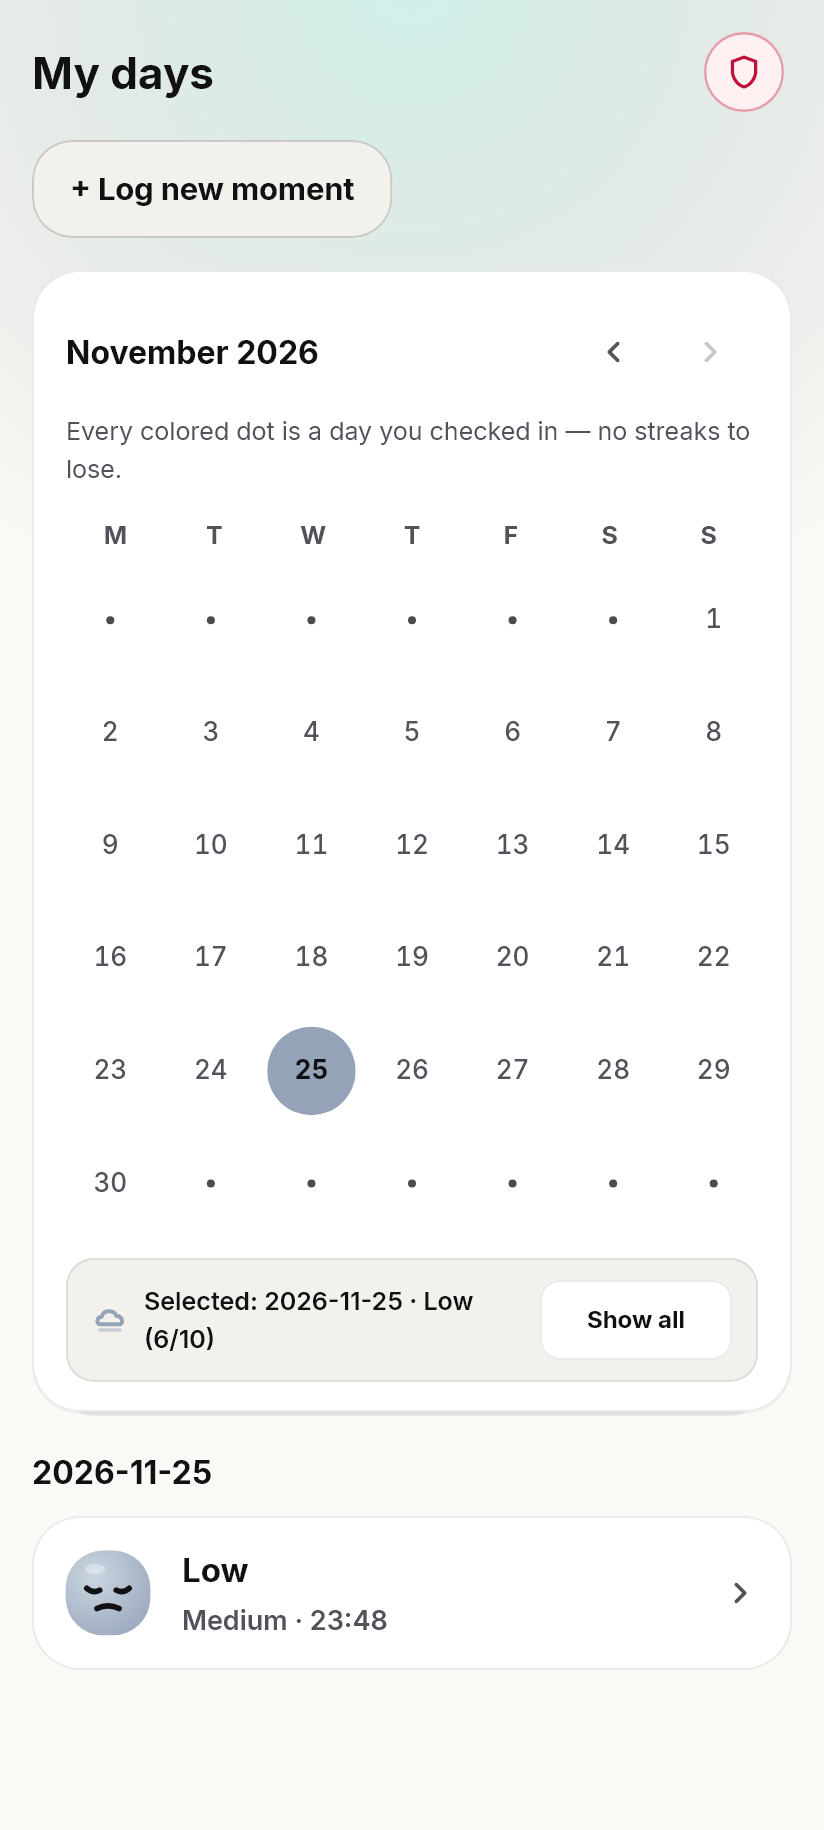 My days
+ Log new moment
November 2026
Every colored dot is a day you checked in — no streaks to
lose.
M T W T F S S
• • • • • • 1
2 3 4 5 6 7 8
9 10 11 12 13 14 15
16 17 18 19 20 21 22
23 24 25 26 27 28 29
30 • • • • • •
Selected: 2026-11-25 · Low
(6/10)
Show all
2026-11-25
Low
Medium · 23:48